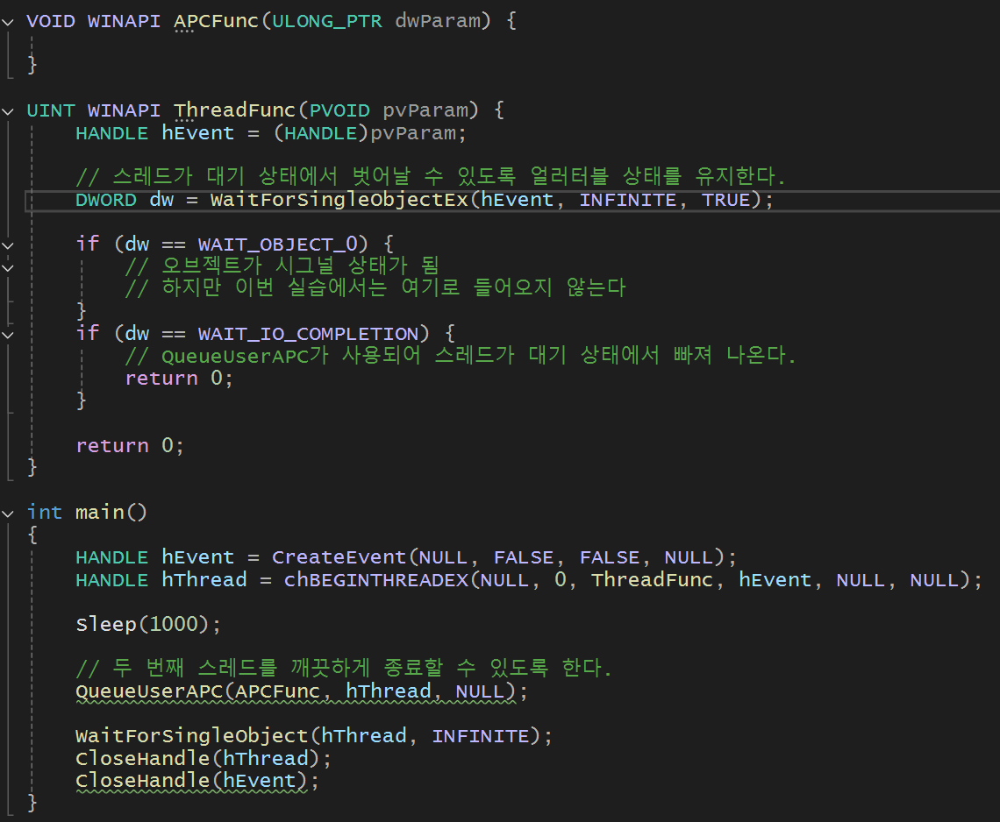 VOID WINAPI APCFunc(ULONG_PTR dwParam) {
}
UINT WINAPI ThreadFunc(PVOID pvParam) {
HANDLE hEvent = (HANDLE)pvParam;
// 스레드가 대기 상태에서 벗어날 수 있도록 얼러터블 상태를 유지한다.
DWORD dw = WaitForSingleObjectEx(hEvent, INFINITE, TRUE);
if (dw == WAIT_OBJECT_0) {
// 오브젝트가 시그널 상태가 됨
// 하지만 이번 실습에서는 여기로 들어오지 않는다
}
if (dw == WAIT_IO_COMPLETION) {
// QueueUserAPC가 사용되어 스레드가 대기 상태에서 빠져 나온다.
return 0;
}
return 0;
}
int main()
{
HANDLE hEvent = CreateEvent(NULL, FALSE, FALSE, NULL);
HANDLE hThread = chBEGINTHREADEX(NULL, 0, ThreadFunc, hEvent, NULL, NULL);
Sleep(1000);
// 두 번째 스레드를 깨끗하게 종료할 수 있도록 한다.
QueueUserAPC(APCFunc, hThread, NULL);
WaitForSingleObject(hThread, INFINITE);
CloseHandle(hThread);
CloseHandle(hEvent);
}